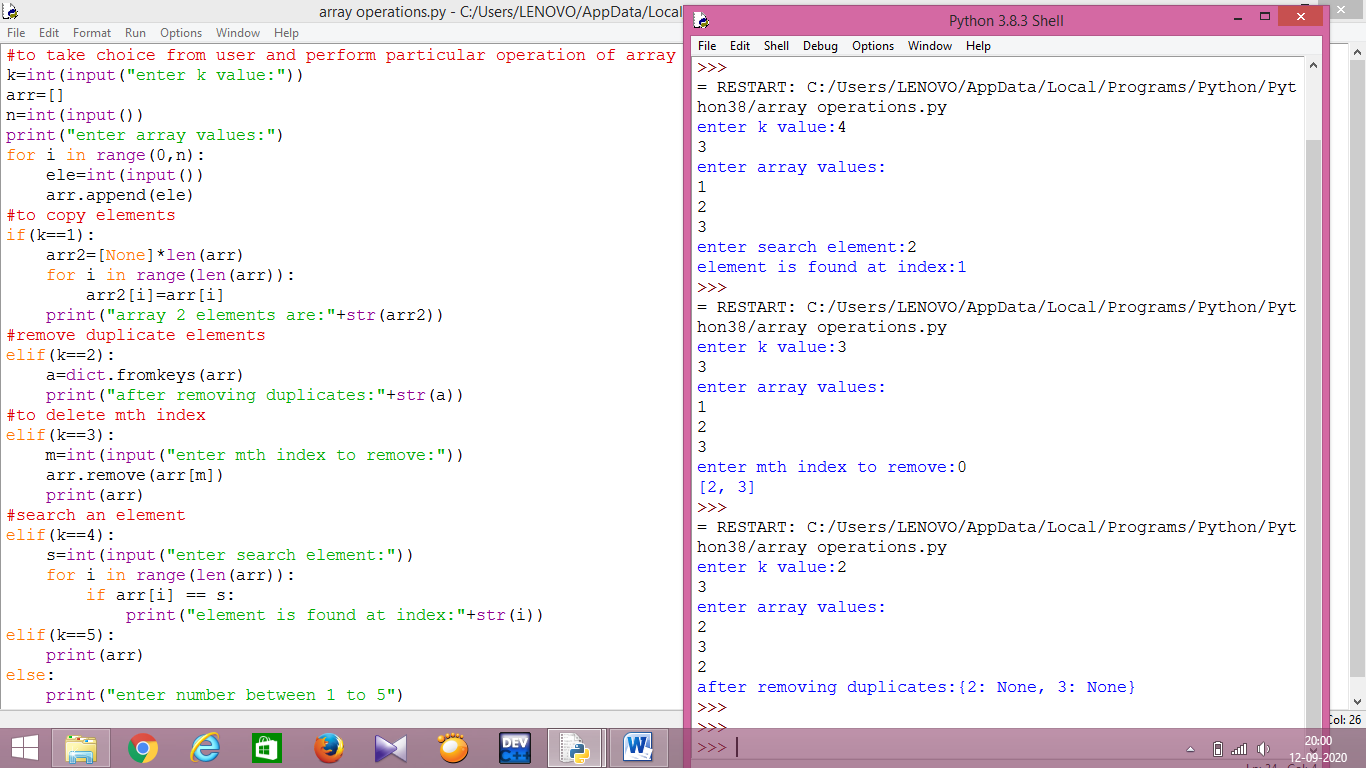 array operations.py - C:/Users/LENOVO/AppData/Local
File Edit Format Run Options Window Help
#to take choice from user and perform particular operation of array
k=int(input("enter k value:"))
arr=[]
n=int(input())
print("enter array values:")
for i in range(0,n):
    ele=int(input())
    arr.append(ele)
#to copy elements
if(k==1):
    arr2=[None]*len(arr)
    for i in range(len(arr)):
        arr2[i]=arr[i]
    print("array 2 elements are:"+str(arr2))
#remove duplicate elements
elif(k==2):
    a=dict.fromkeys(arr)
    print("after removing duplicates:"+str(a))
#to delete mth index
elif(k==3):
    m=int(input("enter mth index to remove:"))
    arr.remove(arr[m])
    print(arr)
#search an element
elif(k==4):
    s=int(input("enter search element:"))
    for i in range(len(arr)):
        if arr[i] == s:
            print("element is found at index:"+str(i))
elif(k==5):
    print(arr)
else:
    print("enter number between 1 to 5")
Python 3.8.3 Shell
File Edit Shell Debug Options Window Help
>>>
= RESTART: C:/Users/LENOVO/AppData/Local/Programs/Python/Pyt
hon38/array operations.py
enter k value:4
3
enter array values:
1
2
3
enter search element:2
element is found at index:1
>>>
= RESTART: C:/Users/LENOVO/AppData/Local/Programs/Python/Pyt
hon38/array operations.py
enter k value:3
3
enter array values:
1
2
3
enter mth index to remove:0
[2, 3]
>>>
= RESTART: C:/Users/LENOVO/AppData/Local/Programs/Python/Pyt
hon38/array operations.py
enter k value:2
3
enter array values:
2
3
2
after removing duplicates:{2: None, 3: None}
>>>
>>>
>>>
Col: 26
DEV
C++
W
20:00
12-09-2020